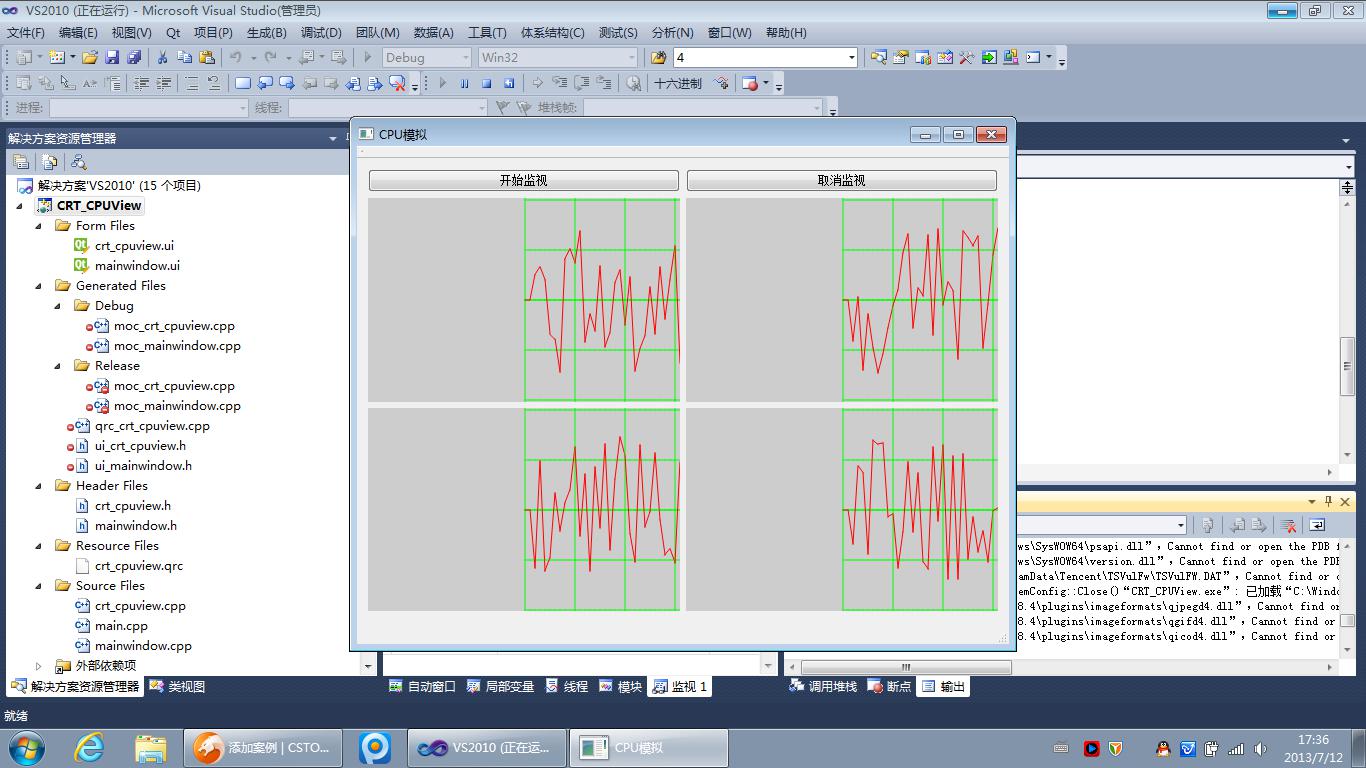 VS2010 (正在运行) - Microsoft Visual Studio(管理员)
文件(F) 编辑(E) 视图(V) Qt 项目(P) 生成(B) 调试(D) 团队(M) 数据(A) 工具(T) 体系结构(C) 测试(S) 分析(N) 窗口(W) 帮助(H)
Debug Win32 4
十六进制
进程: 线程: 堆栈帧:
解决方案资源管理器
解决方案'VS2010' (15 个项目)
CRT_CPUView
Form Files
crt_cpuview.ui
mainwindow.ui
Generated Files
Debug
moc_crt_cpuview.cpp
moc_mainwindow.cpp
Release
moc_crt_cpuview.cpp
moc_mainwindow.cpp
qrc_crt_cpuview.cpp
ui_crt_cpuview.h
ui_mainwindow.h
Header Files
crt_cpuview.h
mainwindow.h
Resource Files
crt_cpuview.qrc
Source Files
crt_cpuview.cpp
main.cpp
mainwindow.cpp
外部依赖项
解决方案资源管理器 类视图
CPU模拟
开始监视 取消监视
ws\SysWOW64\psapi.dll”，Cannot find or open the PDB f
ws\SysWOW64\version.dll”，Cannot find or open the PDB
amData\Tencent\TSVulFw\TSVulFW.DAT”，Cannot find or o
emConfig::Close()“CRT_CPUView.exe”: 已加载“C:\Windo
8.4\plugins\imageformats\qjpegd4.dll”，Cannot find or
8.4\plugins\imageformats\qgifd4.dll”，Cannot find or
8.4\plugins\imageformats\qicod4.dll”，Cannot find or
自动窗口 局部变量 线程 模块 监视 1
调用堆栈 断点 输出
就绪
添加案例 | CSTO... VS2010 (正在运... CPU模拟
17:36
2013/7/12